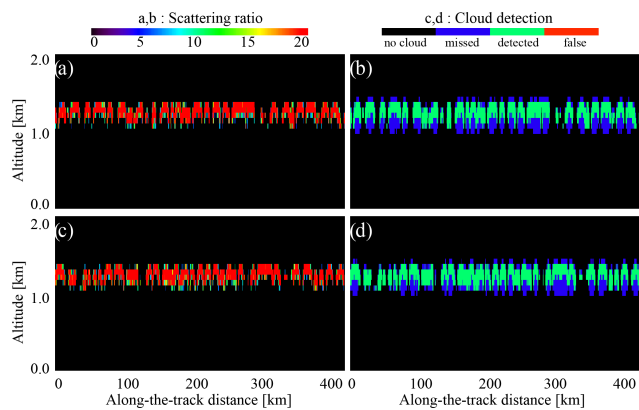 a,b : Scattering ratio
c,d : Cloud detection
0 5 10 15 20
no cloud missed detected false
2.0
(a)
(b)
Altitude [km]
1.0
0.0
2.0
(c)
(d)
Altitude [km]
1.0
0.0
0 100 200 300 400
0 100 200 300 400
Along-the-track distance [km]
Along-the-track distance [km]